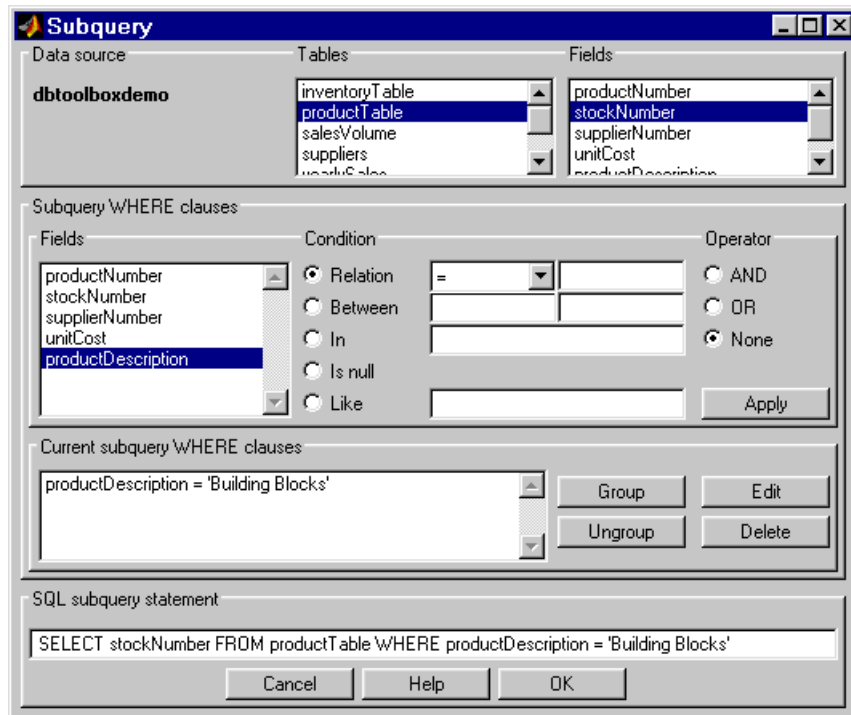 Subquery
Data source
Tables
Fields
dbtoolboxdemo
inventoryTable
productTable
salesVolume
suppliers
yearlySales
productNumber
stockNumber
supplierNumber
unitCost
productDescription
Subquery WHERE clauses
Fields
Condition
Operator
productNumber
stockNumber
supplierNumber
unitCost
productDescription
Relation
=
Between
In
Is null
Like
AND
OR
None
Apply
Current subquery WHERE clauses
productDescription = 'Building Blocks'
Group
Edit
Ungroup
Delete
SQL subquery statement
SELECT stockNumber FROM productTable WHERE productDescription = 'Building Blocks'
Cancel
Help
OK